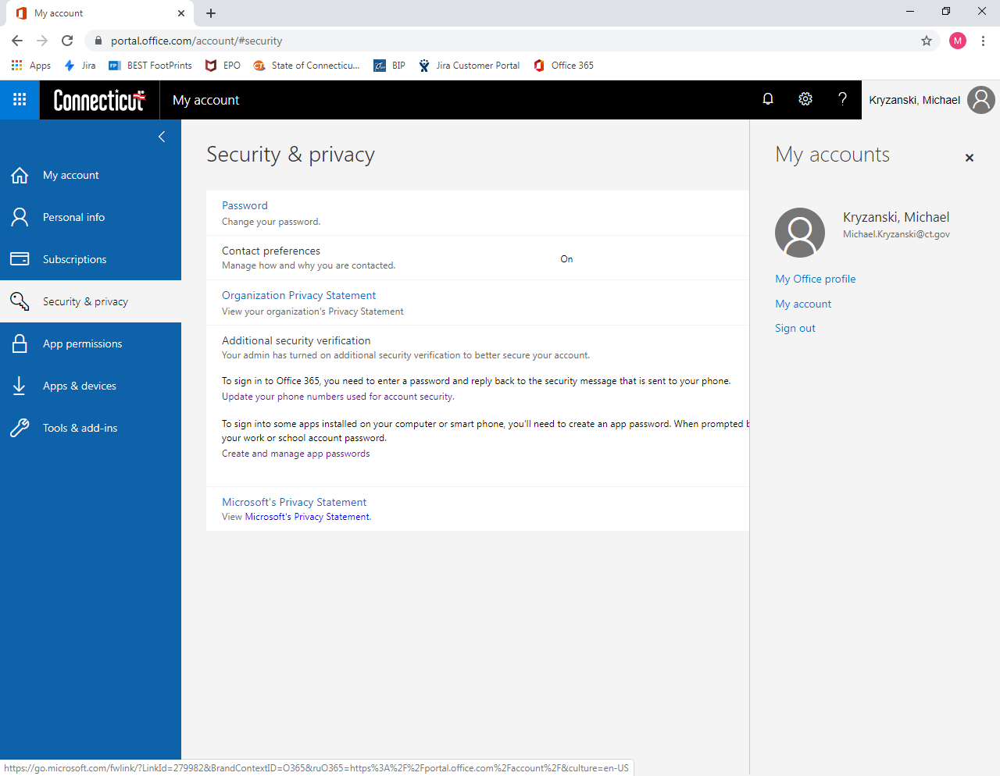 My account
portal.office.com/account/#security
M
Apps
Jira
FP
BEST FootPrints
EPO
CT
State of Connecticu...
BIP
Jira Customer Portal
Office 365
Connecticut
My account
?
Kryzanski, Michael
My account
Personal info
Subscriptions
Security & privacy
App permissions
Apps & devices
Tools & add-ins
Security & privacy
Password
Change your password.
Contact preferences
Manage how and why you are contacted.
On
Organization Privacy Statement
View your organization's Privacy Statement
Additional security verification
Your admin has turned on additional security verification to better secure your account.
To sign in to Office 365, you need to enter a password and reply back to the security message that is sent to your phone.
Update your phone numbers used for account security.
To sign into some apps installed on your computer or smart phone, you'll need to create an app password. When prompted
your work or school account password.
Create and manage app passwords
Microsoft's Privacy Statement
View Microsoft's Privacy Statement.
My accounts
Kryzanski, Michael
Michael.Kryzanski@ct.gov
My Office profile
My account
Sign out
https://go.microsoft.com/fwlink/?LinkId=279982&BrandContextID=O365&ruO365=https%3A%2F%2Fportal.office.com%2Faccount%2F&culture=en-US